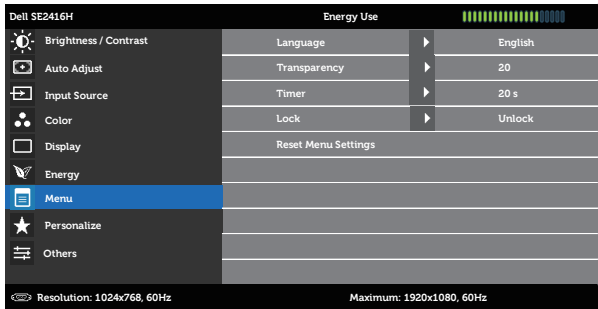 Dell SE2416H Energy Use
Brightness / Contrast
Auto Adjust
Input Source
Color
Display
Energy
Menu
Personalize
Others
Language English
Transparency 20
Timer 20 s
Lock Unlock
Reset Menu Settings
Resolution: 1024x768, 60Hz Maximum: 1920x1080, 60Hz